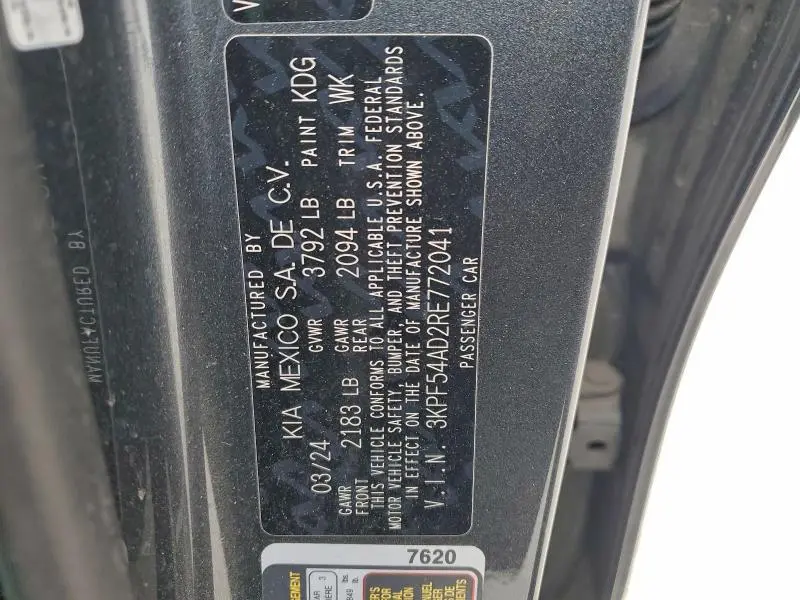 MANUFACTURED BY
KIA MEXICO S.A. DE C.V.
03/24 GVWR 3792 LB PAINT KDG
GAWR FRONT 2183 LB GAWR REAR 2094 LB TRIM WK
THIS VEHICLE CONFORMS TO ALL APPLICABLE U.S.A. FEDERAL
MOTOR VEHICLE SAFETY, BUMPER, AND THEFT PREVENTION STANDARDS
IN EFFECT ON THE DATE OF MANUFACTURE SHOWN ABOVE.
V.I.N. 3KPF54AD2RE772041
PASSENGER CAR
7620
MANUFACTURED BY
V